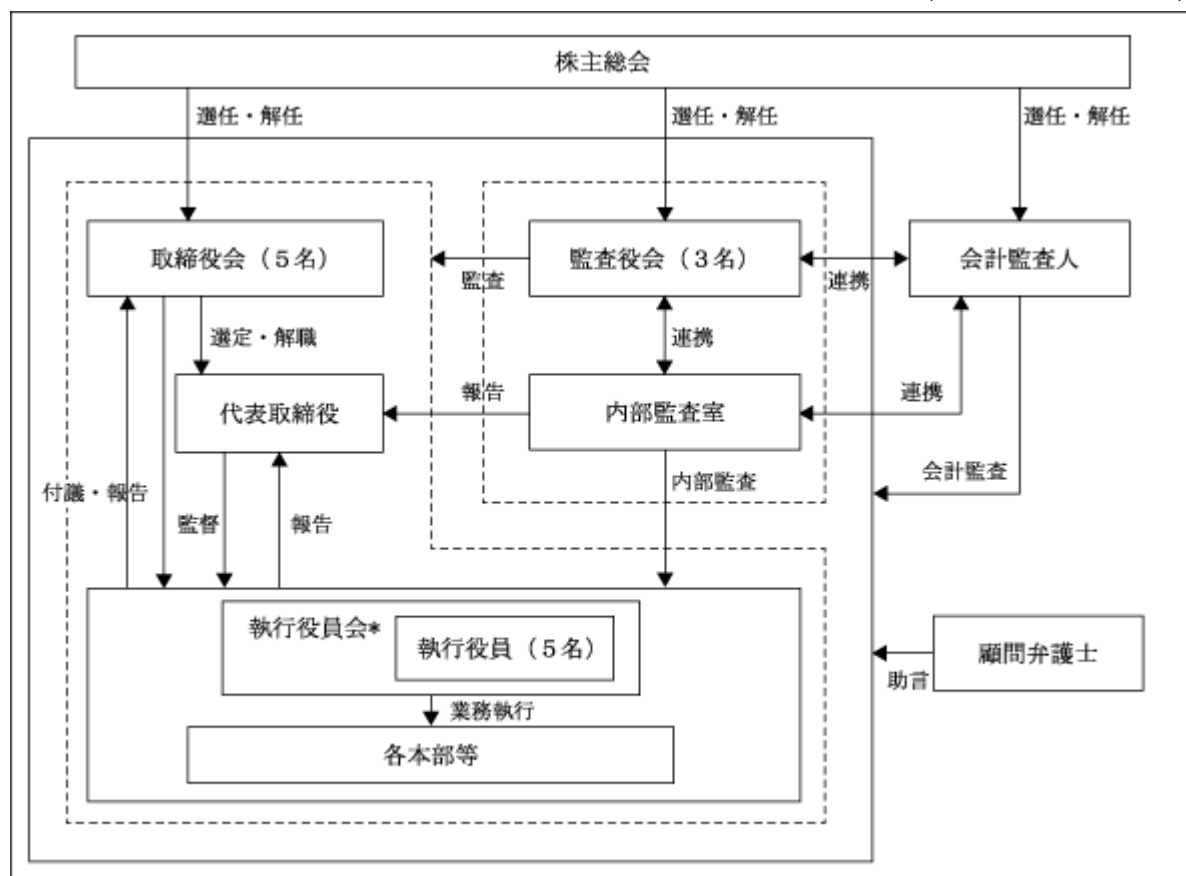 株主総会
選任・解任
選任・解任
選任・解任
取締役会（５名）
監査役会（３名）
会計監査人
監査
連携
選定・解職
連携
代表取締役
報告
内部監査室
連携
付議・報告
監督
報告
内部監査
会計監査
執行役員会*
執行役員（５名）
顧問弁護士
助言
業務執行
各本部等